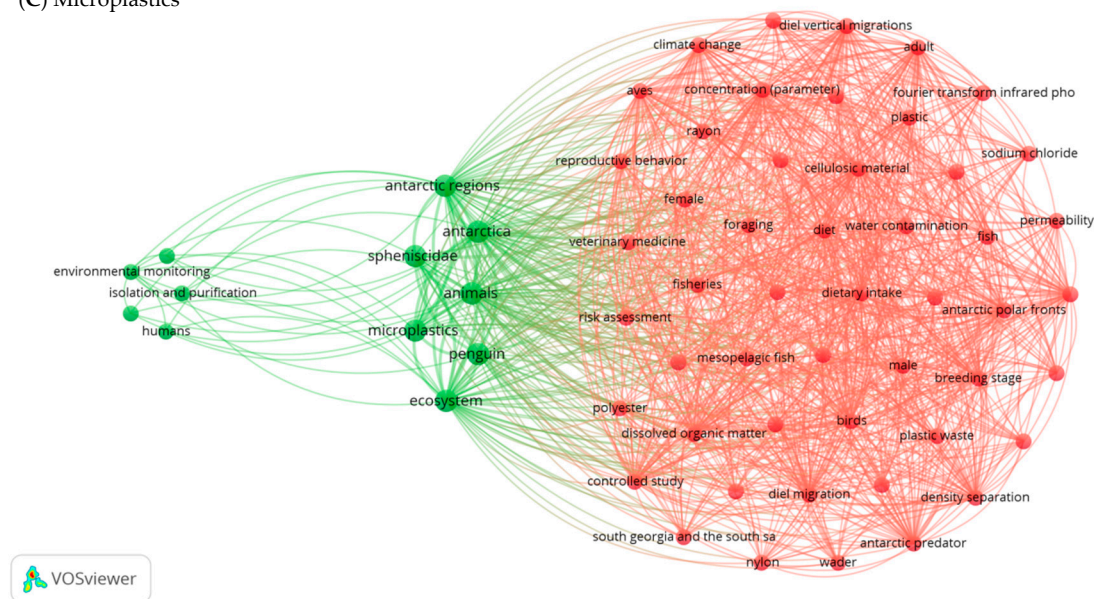 (C) Microplastics
diel vertical migrations
climate change
adult
aves
concentration (parameter)
fourier transform infrared pho
plastic
rayon
reproductive behavior
cellulosic material
sodium chloride
antarctic regions
female
antarctica
foraging
diet
water contamination
permeability
fish
veterinary medicine
spheniscidae
environmental monitoring
isolation and purification
animals
fisheries
dietary intake
antarctic polar fronts
humans
microplastics
risk assessment
penguin
mesopelagic fish
male
breeding stage
ecosystem
polyester
dissolved organic matter
birds
plastic waste
controlled study
diel migration
density separation
south georgia and the south sa
antarctic predator
nylon
wader
VOSviewer